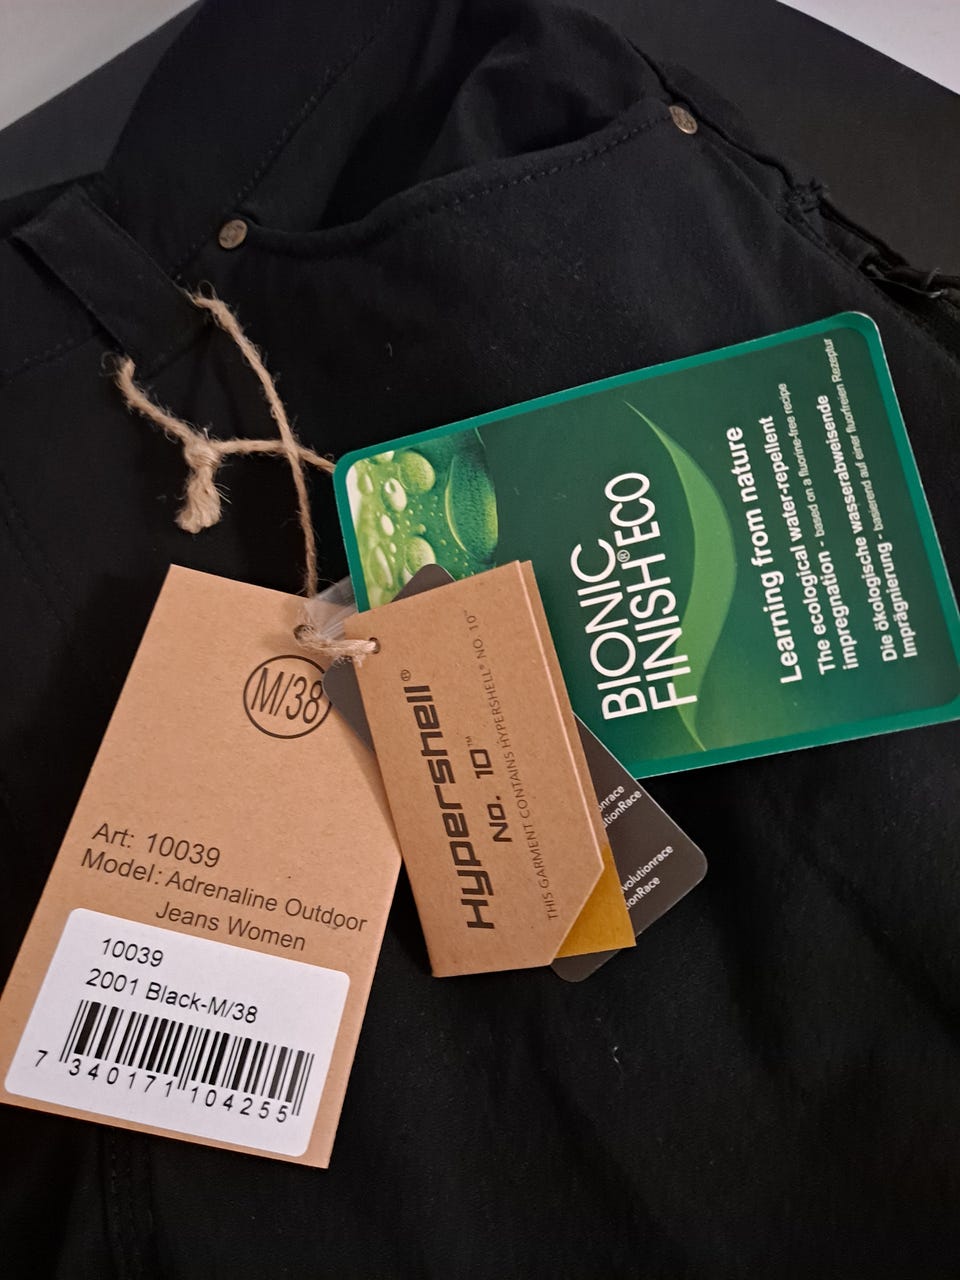 M/38
Art: 10039
Model: Adrenaline Outdoor
Jeans Women
10039
2001 Black-M/38
7 340171 104255
Hypershell®
No. 10™
THIS GARMENT CONTAINS HYPERSHELL® NO. 10™
BIONIC
FINISH®ECO
Learning from nature
The ecological water-repellent
impregnation - based on a fluorine-free recipe
Die ökologische wasserabweisende
Imprägnierung - basierend auf einer fluorfreien Rezeptur